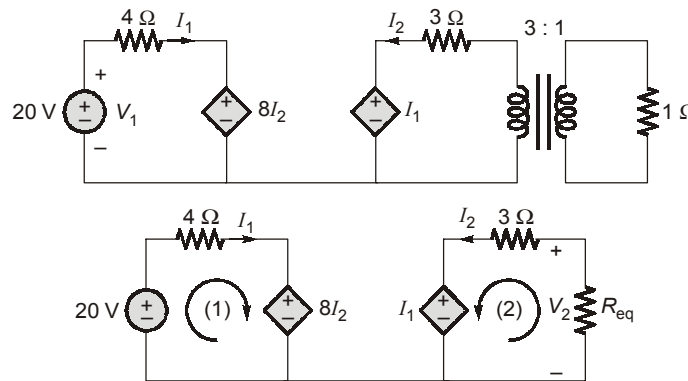 4 Ω I₁ I₂ 3 Ω 3 : 1
+
20 V + − V₁ + − 8I₂ + − I₁ 1 Ω
−
4 Ω I₁ I₂ 3 Ω
+
20 V + − (1) + − 8I₂ I₁ + − (2) V₂ R_eq
−